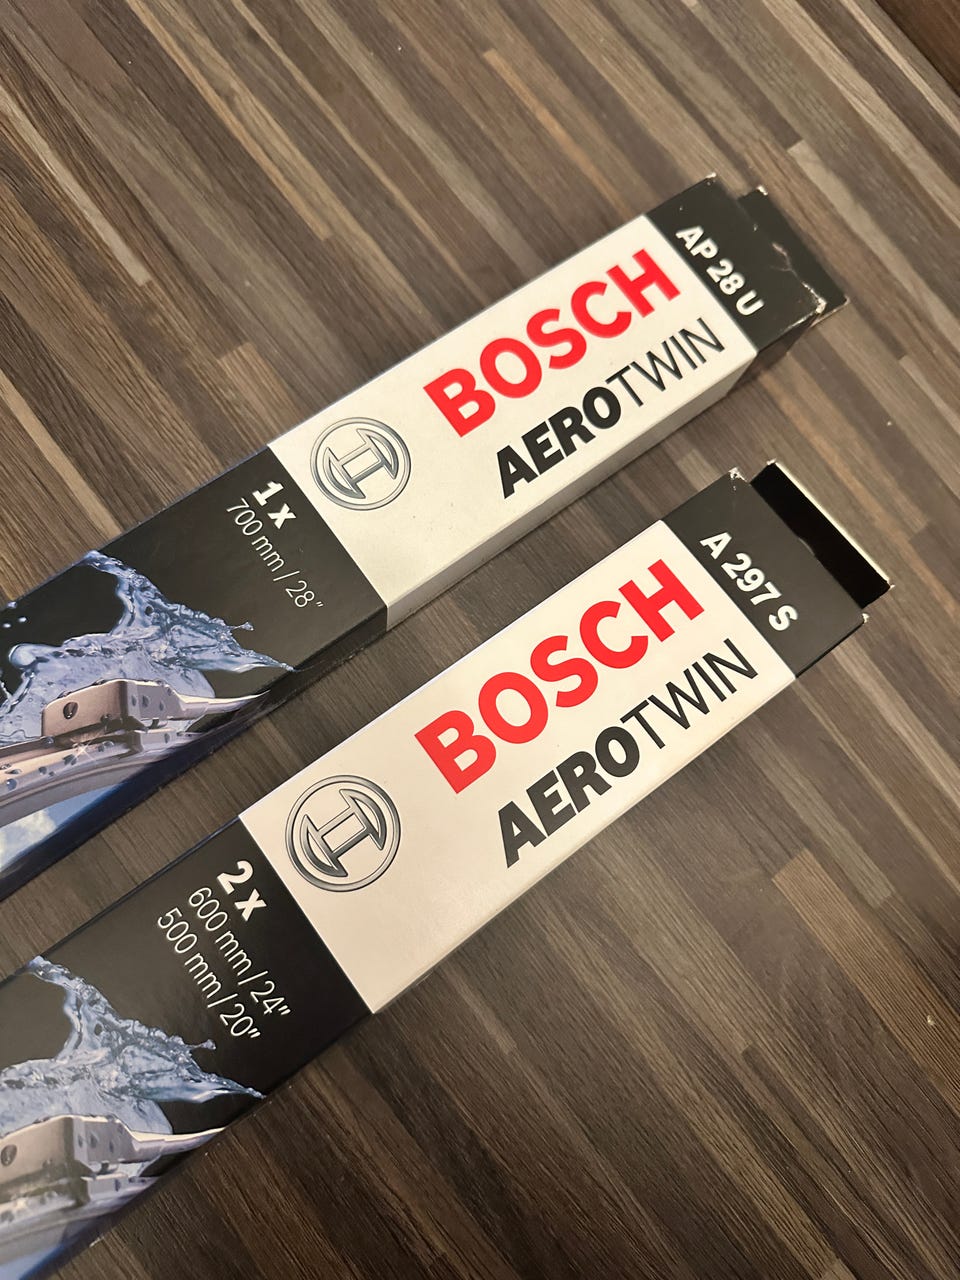 AP 28 U
BOSCH
AEROTWIN
1 x
700 mm / 28"
A 297 S
BOSCH
AEROTWIN
2 x
600 mm / 24"
500 mm / 20"